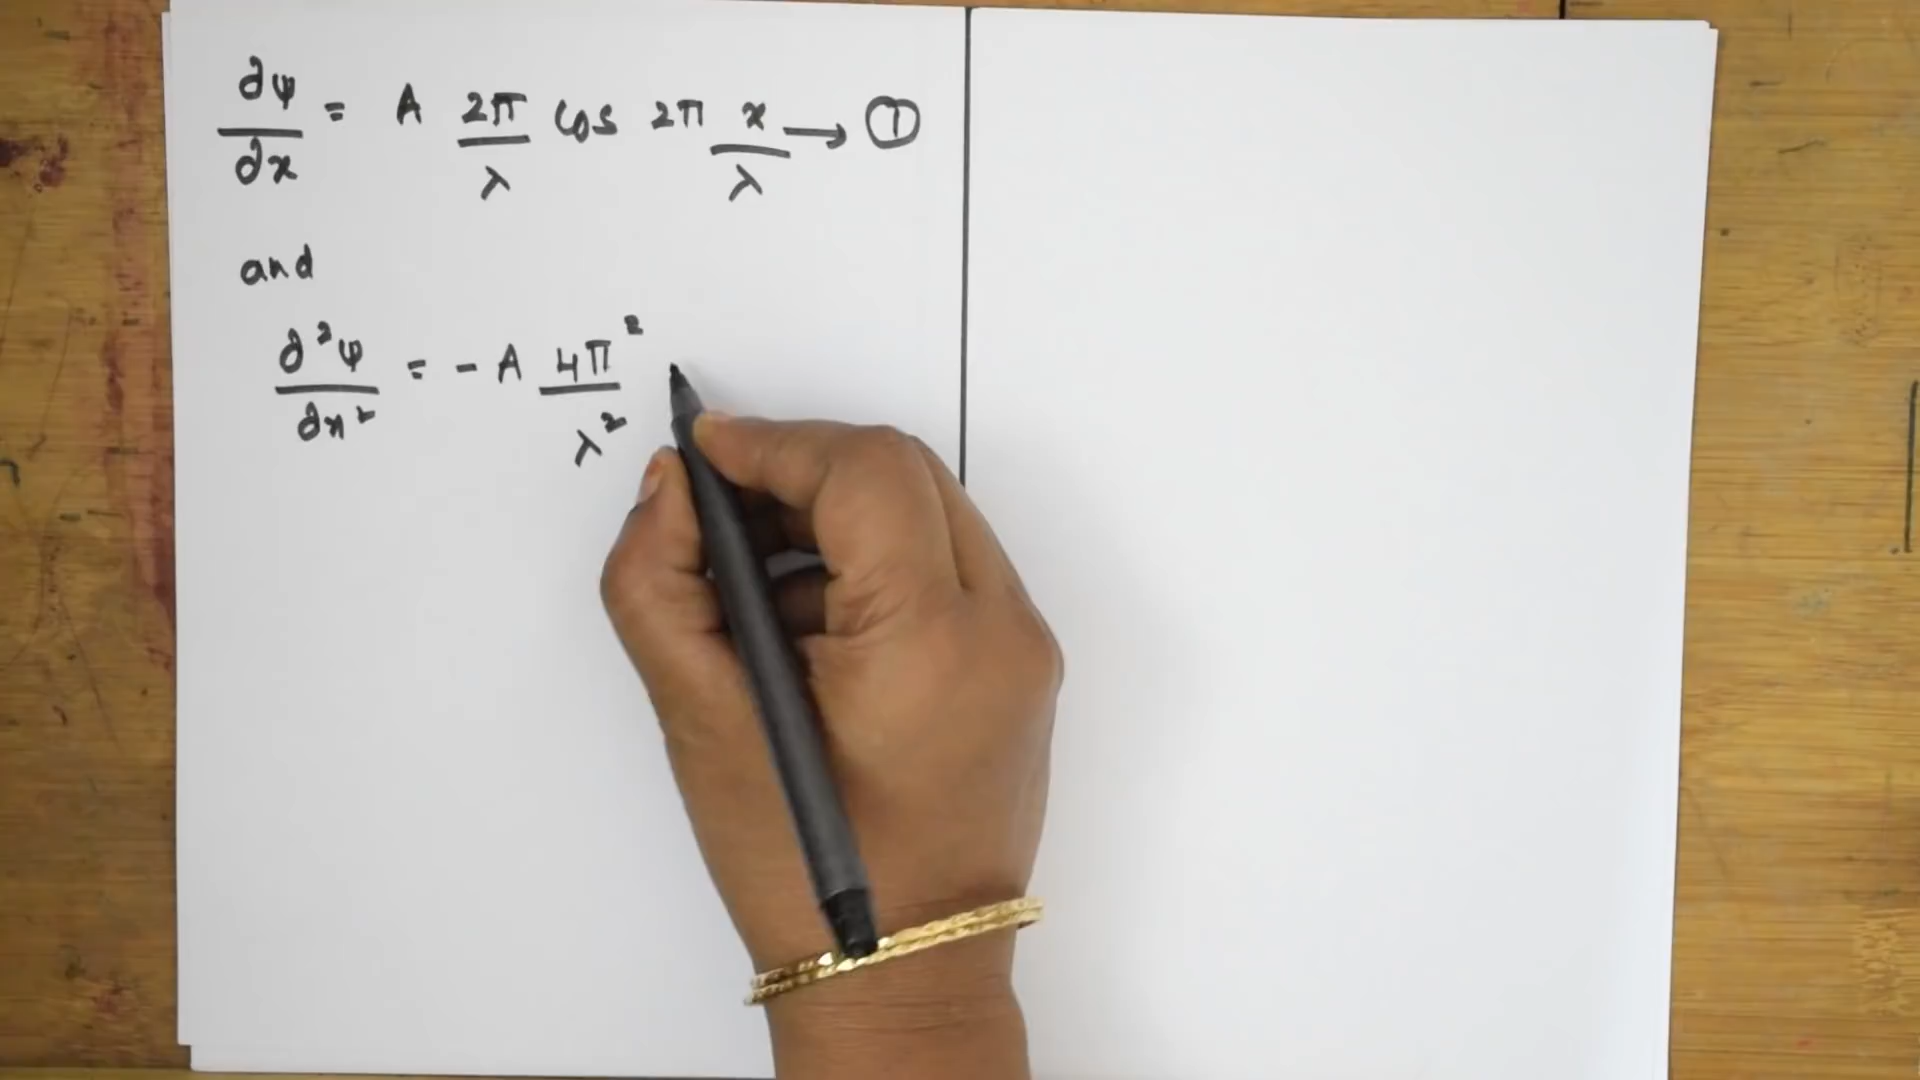 ∂ψ/∂x = A 2π/λ cos 2π x/λ → ①
and
∂²ψ/∂x² = - A 4π²/λ²